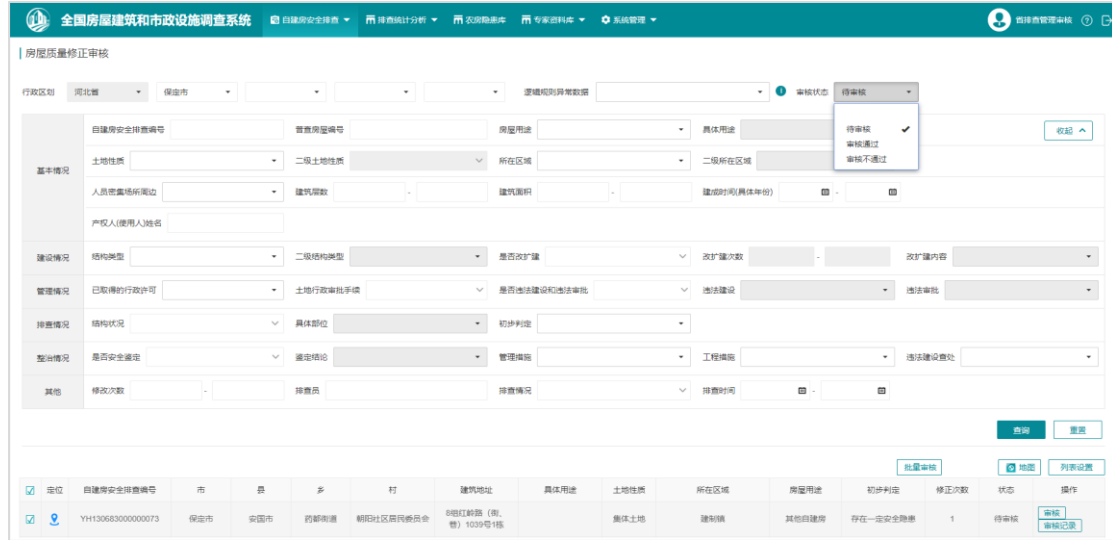 全国房屋建筑和市政设施调查系统 自建房安全排查 排查统计分析 农房隐患库 专家资料库 系统管理 省排查管理审核
房屋质量修正审核
行政区划 河北省 保定市 逻辑规则异常数据 审核状态 待审核
待审核
审核通过
审核不通过
基本情况 自建房安全排查编号 普查房屋编号 房屋用途 具体用途 收起
土地性质 二级土地性质 所在区域 二级所在区域
人员密集场所周边 建筑层数 - 建筑面积 - 建成时间(具体年份) -
产权人(使用人)姓名
建设情况 结构类型 二级结构类型 是否改扩建 改扩建次数 - 改扩建内容
管理情况 已取得的行政许可 土地行政审批手续 是否违法建设和违法审批 违法建设 违法审批
排查情况 结构状况 具体部位 初步判定
整治情况 是否安全鉴定 鉴定结论 管理措施 工程措施 违法建设查处
其他 修改次数 - 排查员 排查情况 排查时间 -
查询 重置
批量审核 地图 列表设置
定位 自建房安全排查编号 市 县 乡 村 建筑地址 具体用途 土地性质 所在区域 房屋用途 初步判定 修正次数 状态 操作
YH130683000000073 保定市 安国市 药都街道 朝阳社区居民委员会 8组红岭路（街、巷）1039号1栋 集体土地 建制镇 其他自建房 存在一定安全隐患 1 待审核 审核
审核记录